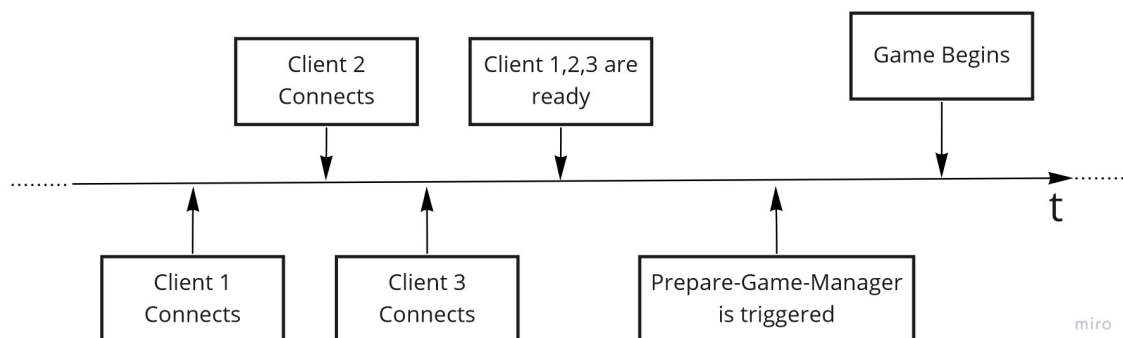 Client 2
Connects
Client 1,2,3 are
ready
Game Begins
t
Client 1
Connects
Client 3
Connects
Prepare-Game-Manager
is triggered
miro